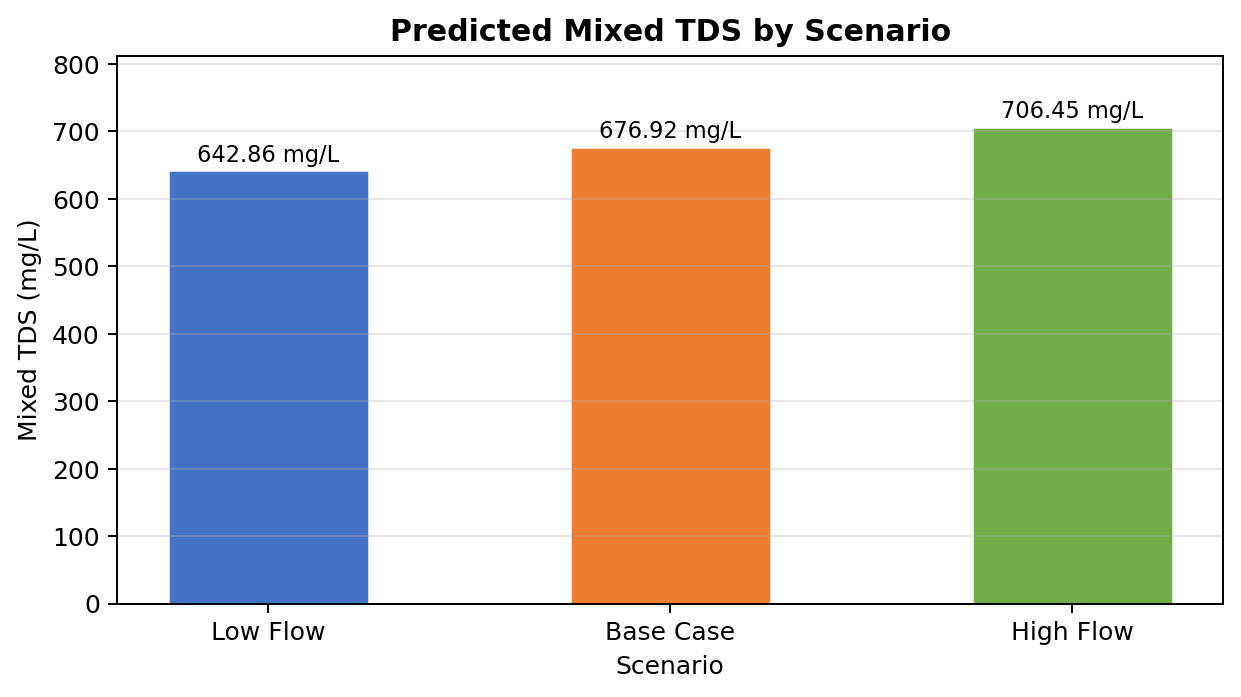 Predicted Mixed TDS by Scenario
800
700
600
500
400
300
200
100
0
Mixed TDS (mg/L)
642.86 mg/L
676.92 mg/L
706.45 mg/L
Low Flow
Base Case
High Flow
Scenario